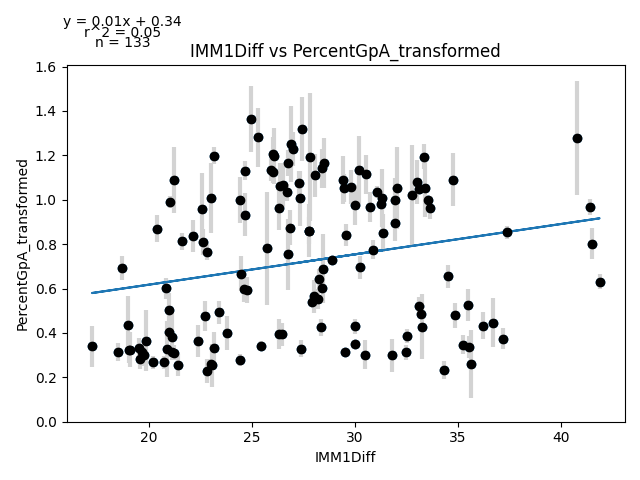 y = 0.01x + 0.34
r^2 = 0.05
n = 133
IMM1Diff vs PercentGpA_transformed
1.6
1.4
1.2
1.0
0.8
0.6
0.4
0.2
0.0
PercentGpA_transformed
20 25 30 35 40
IMM1Diff